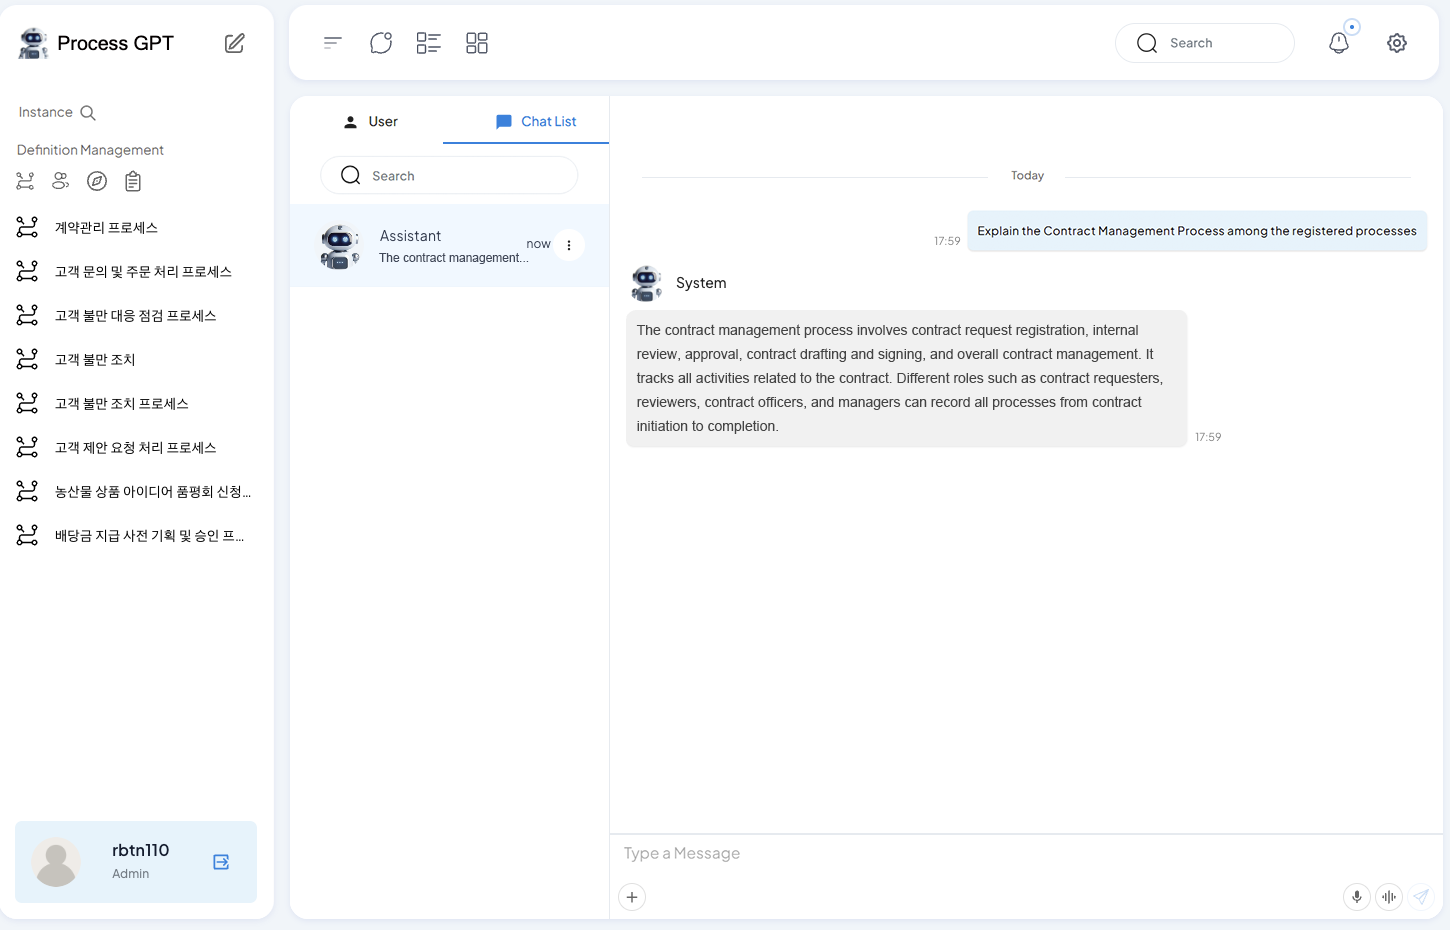 Process GPT
Instance
Definition Management
계약관리 프로세스
고객 문의 및 주문 처리 프로세스
고객 불만 대응 점검 프로세스
고객 불만 조치
고객 불만 조치 프로세스
고객 제안 요청 처리 프로세스
농산물 상품 아이디어 품평회 신청...
배당금 지급 사전 기획 및 승인 프...
rbtn110
Admin
Search
User
Chat List
Search
Assistant
now
The contract management...
Today
17:59
Explain the Contract Management Process among the registered processes
System
The contract management process involves contract request registration, internal
review, approval, contract drafting and signing, and overall contract management. It
tracks all activities related to the contract. Different roles such as contract requesters,
reviewers, contract officers, and managers can record all processes from contract
initiation to completion.
17:59
Type a Message